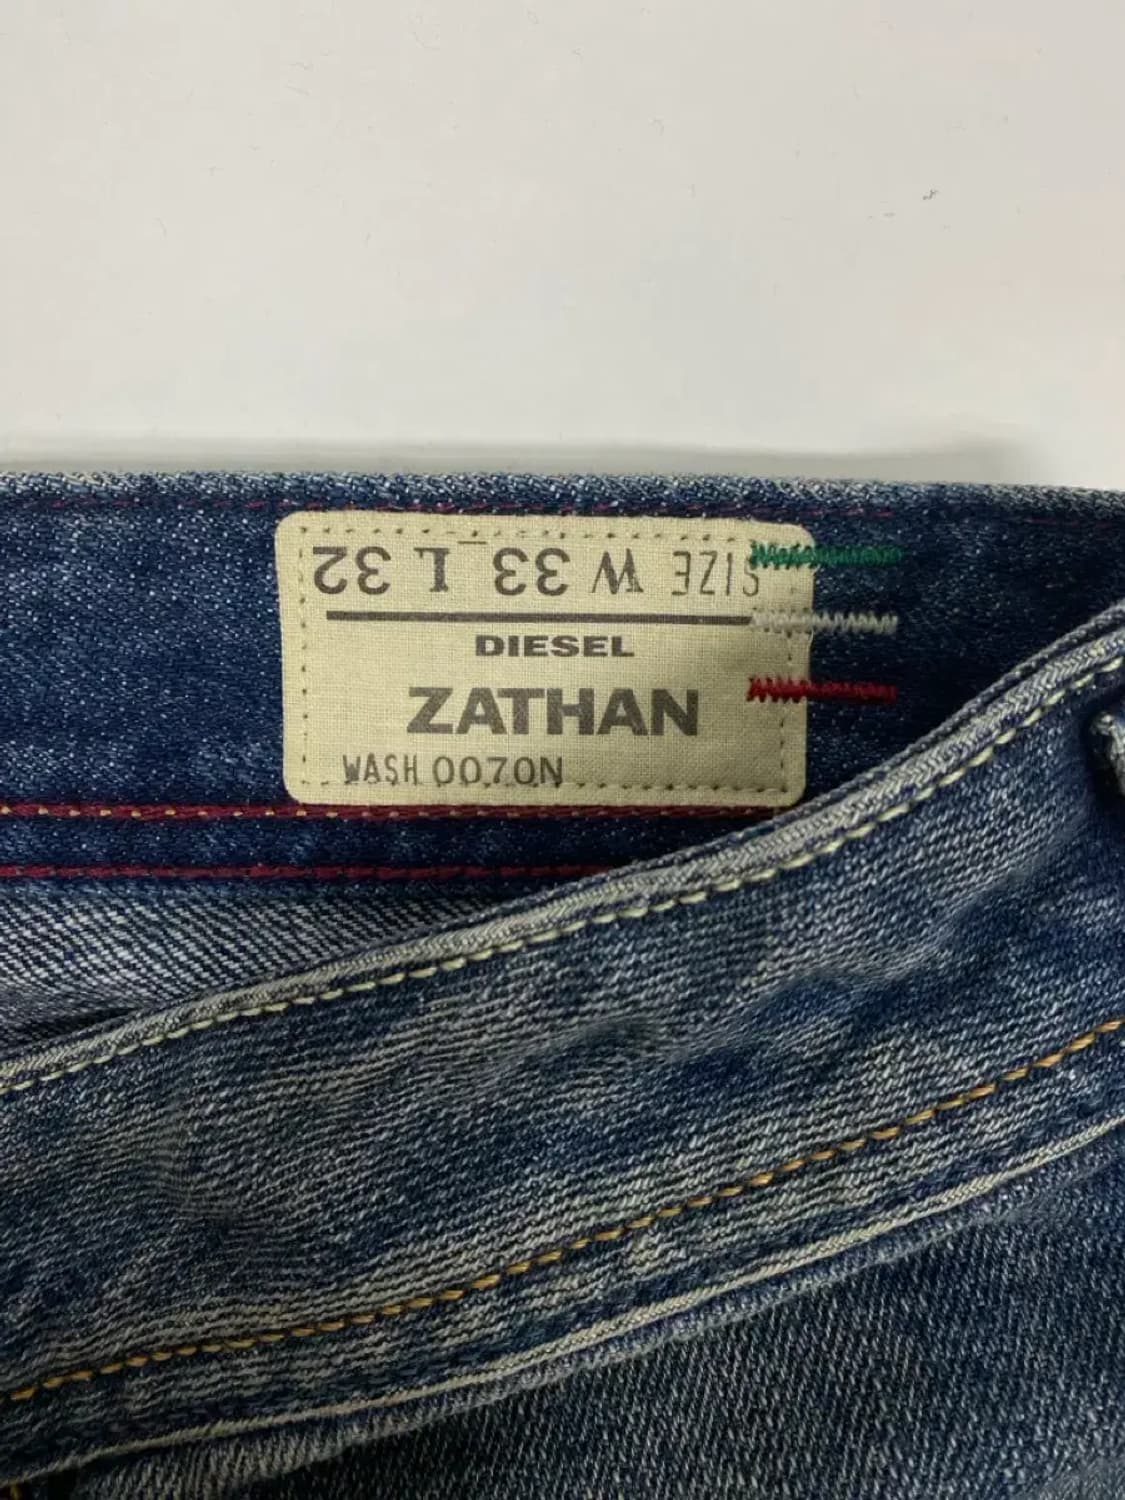 SIZE W 33 L 32
DIESEL
ZATHAN
WASH 0070N